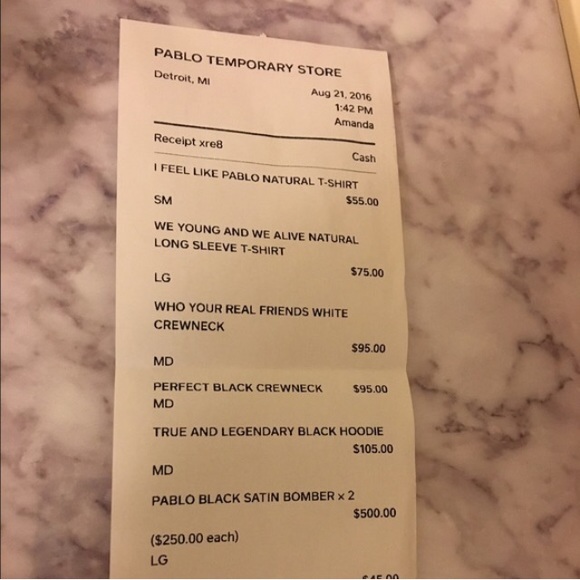 PABLO TEMPORARY STORE
Detroit, MI
Aug 21, 2016
1:42 PM
Amanda
Receipt xre8
Cash
I FEEL LIKE PABLO NATURAL T-SHIRT
$55.00
SM
WE YOUNG AND WE ALIVE NATURAL
LONG SLEEVE T-SHIRT
$75.00
LG
WHO YOUR REAL FRIENDS WHITE
CREWNECK
$95.00
MD
PERFECT BLACK CREWNECK $95.00
MD
TRUE AND LEGENDARY BLACK HOODIE
$105.00
MD
PABLO BLACK SATIN BOMBER x 2
$500.00
($250.00 each)
LG